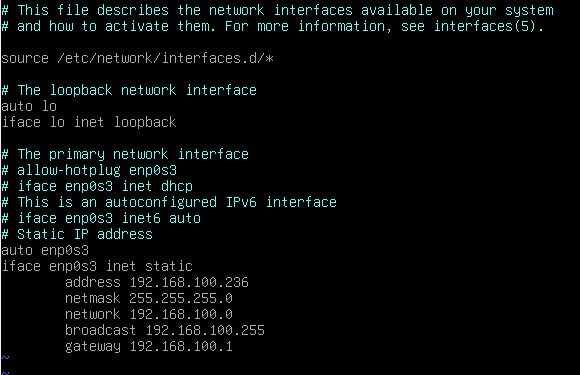 # This file describes the network interfaces available on your system
# and how to activate them. For more information, see interfaces(5).
source /etc/network/interfaces.d/*
# The loopback network interface
auto lo
iface lo inet loopback
# The primary network interface
# allow-hotplug enp0s3
# iface enp0s3 inet dhcp
# This is an autoconfigured IPv6 interface
# iface enp0s3 inet6 auto
# Static IP address
auto enp0s3
iface enp0s3 inet static
address 192.168.100.236
netmask 255.255.255.0
network 192.168.100.0
broadcast 192.168.100.255
gateway 192.168.100.1
~
~